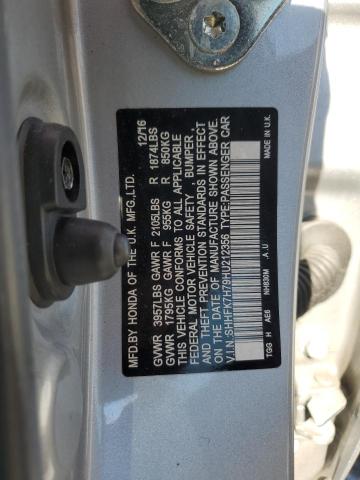 MFD.BY HONDA OF THE U.K. MFG.,LTD. 12/16
GVWR 3957LBS GAWR F 2105LBS R 1874LBS
GVWR 1795KG GAWR F 955KG R 850KG
THIS VEHICLE CONFORMS TO ALL APPLICABLE
FEDERAL MOTOR VEHICLE SAFETY , BUMPER ,
AND THEFT PREVENTION STANDARDS IN EFFECT
ON THE DATE OF MANUFACTURE SHOWN ABOVE.
V.I.N.:SHHFK7H79HU212356 TYPE:PASSENGER CAR
TGG H AE6 NH830M .A.U MADE IN U.K.